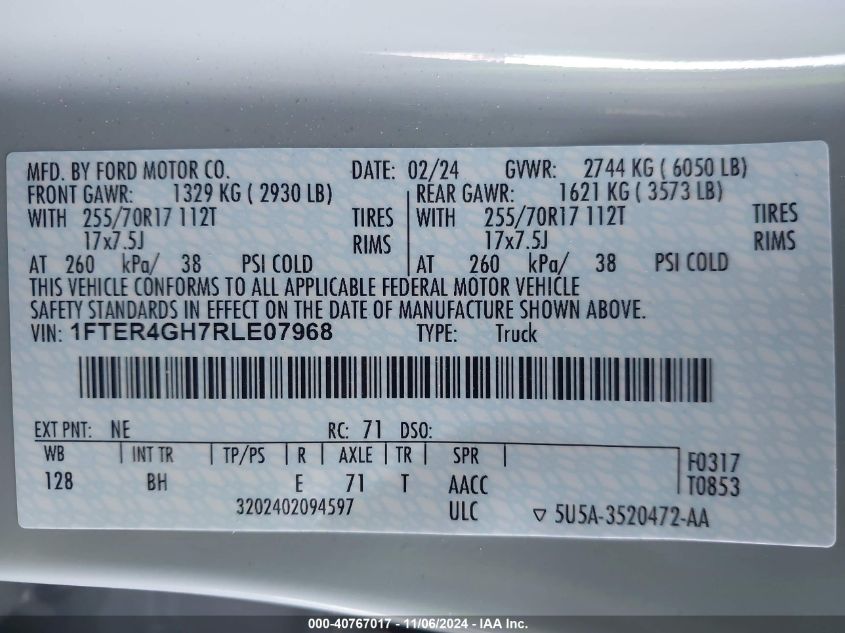 MFD. BY FORD MOTOR CO. DATE: 02/24 GVWR: 2744 KG ( 6050 LB)
FRONT GAWR: 1329 KG ( 2930 LB) REAR GAWR: 1621 KG ( 3573 LB)
WITH 255/70R17 112T TIRES WITH 255/70R17 112T TIRES
17x7.5J RIMS 17x7.5J RIMS
AT 260 kPa/ 38 PSI COLD AT 260 kPa/ 38 PSI COLD
THIS VEHICLE CONFORMS TO ALL APPLICABLE FEDERAL MOTOR VEHICLE
SAFETY STANDARDS IN EFFECT ON THE DATE OF MANUFACTURE SHOWN ABOVE.
VIN: 1FTER4GH7RLE07968 TYPE: Truck
EXT PNT: NE RC: 71 DSO:
WB INT TR TP/PS R AXLE TR SPR F0317
128 BH E 71 T AACC T0853
3202402094597 ULC ▽ 5U5A-3520472-AA
000-40767017 - 11/06/2024 - IAA Inc.